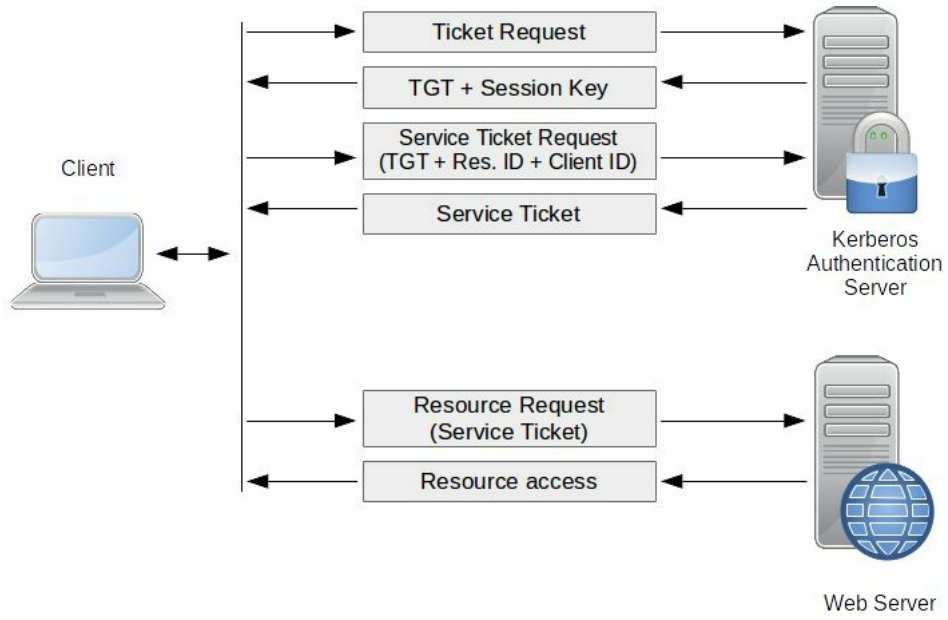 Ticket Request
TGT + Session Key
Service Ticket Request
(TGT + Res. ID + Client ID)
Client
Service Ticket
Kerberos
Authentication
Server
Resource Request
(Service Ticket)
Resource access
Web Server